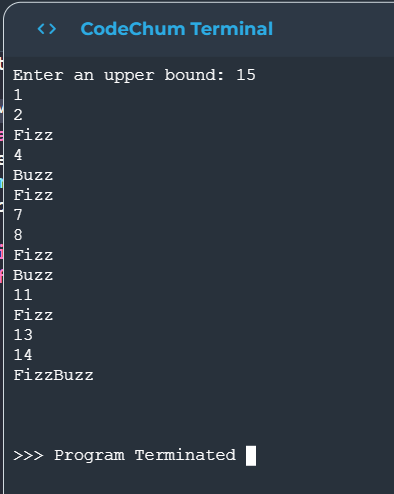 <> CodeChum Terminal
Enter an upper bound: 15
1
2
Fizz
4
Buzz
Fizz
7
8
Fizz
Buzz
11
Fizz
13
14
FizzBuzz
>>> Program Terminated